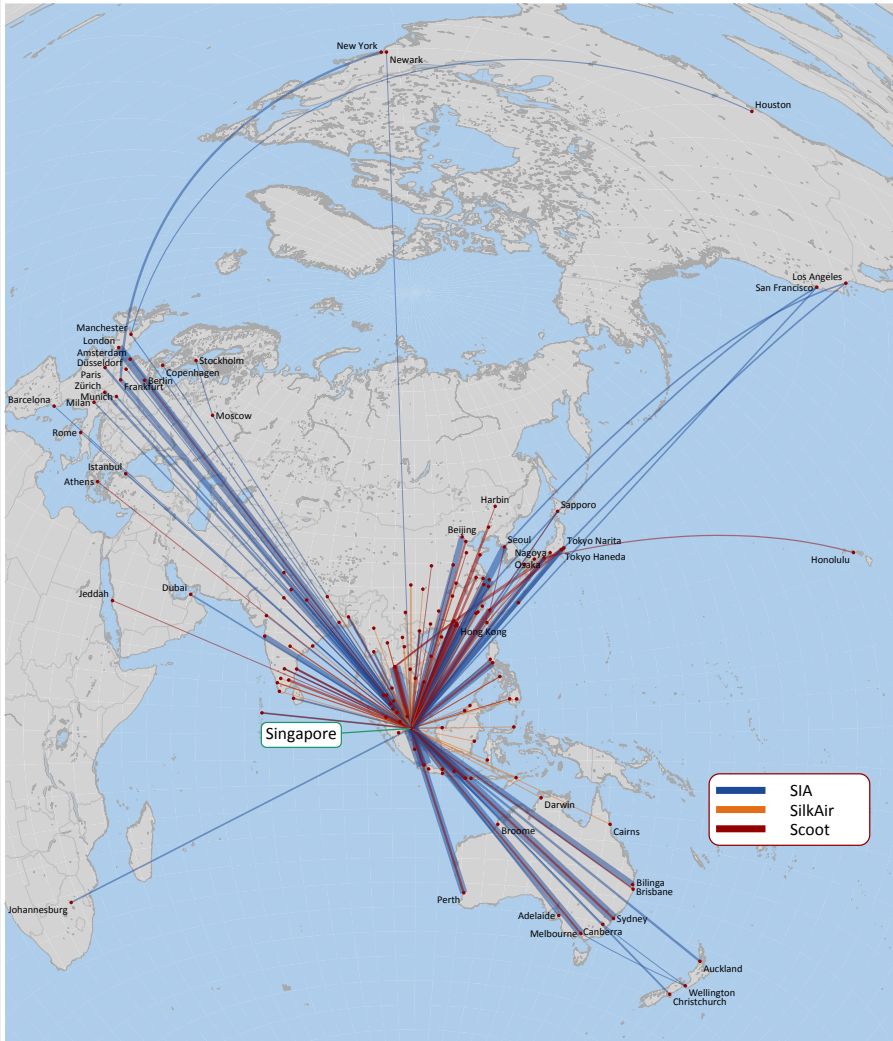 New York
Newark
Houston
Los Angeles
San Francisco
Manchester
London
Amsterdam
Stockholm
Düsseldorf
Copenhagen
Paris
Berlin
Zürich
Frankfurt
Munich
Barcelona
Milan
Moscow
Rome
Istanbul
Athens
Harbin
Sapporo
Beijing
Seoul
Tokyo Narita
Nagoya
Tokyo Haneda
Osaka
Honolulu
Dubai
Jeddah
Hong Kong
Singapore
SIA
SilkAir
Scoot
Darwin
Broome
Cairns
Bilinga
Brisbane
Perth
Johannesburg
Adelaide
Sydney
Canberra
Melbourne
Auckland
Wellington
Christchurch